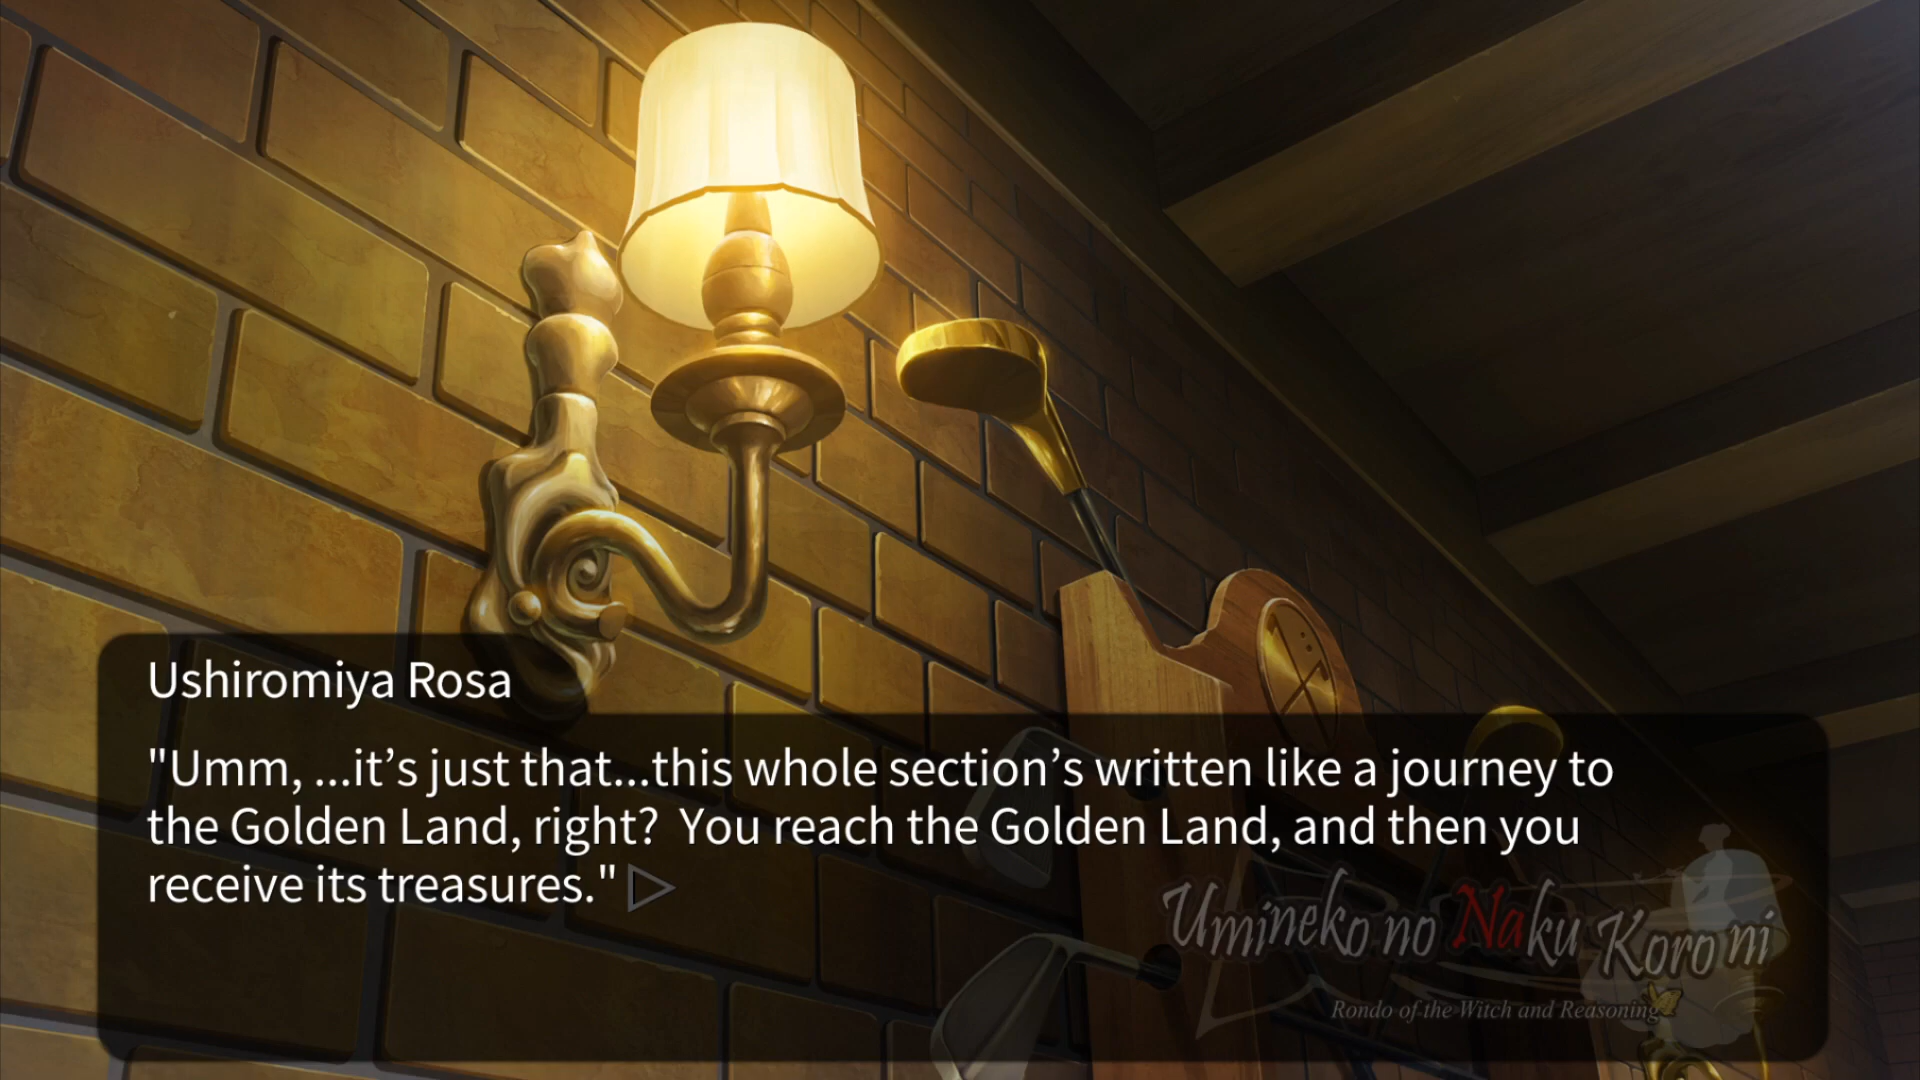 Ushiromiya Rosa
"Umm, ...it’s just that...this whole section’s written like a journey to
the Golden Land, right?  You reach the Golden Land, and then you
receive its treasures."
Umineko no Naku Koro ni
Rondo of the Witch and Reasoning